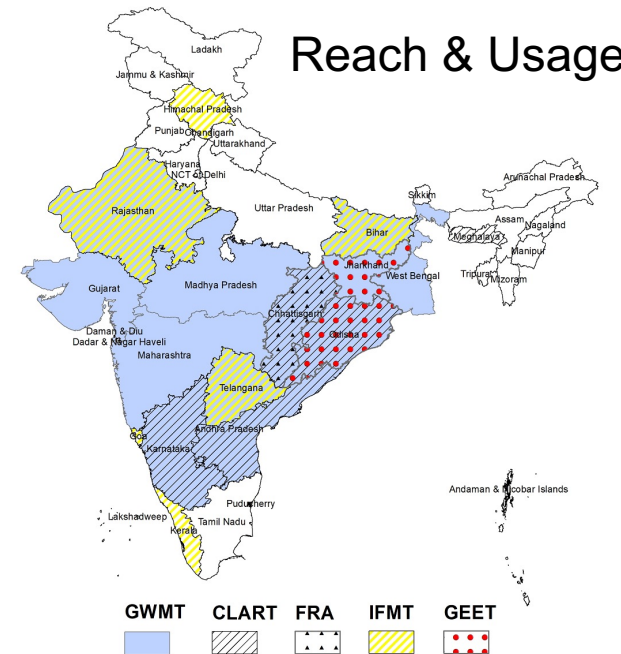 Reach & Usage
Ladakh
Jammu & Kashmir
Himachal Pradesh
Punjab
Chandigarh
Uttarakhand
Haryana
NCT of Delhi
Arunachal Pradesh
Sikkim
Uttar Pradesh
Assam
Nagaland
Rajasthan
Bihar
Meghalaya
Manipur
Jharkhand
Tripura
Mizoram
West Bengal
Gujarat
Madhya Pradesh
Chhattisgarh
Daman & Diu
Dadar & Nagar Haveli
Odisha
Maharashtra
Telangana
Andhra Pradesh
Goa
Karnataka
Andaman & Nicobar Islands
Puducherry
Lakshadweep
Tamil Nadu
Kerala
GWMT CLART FRA IFMT GEET